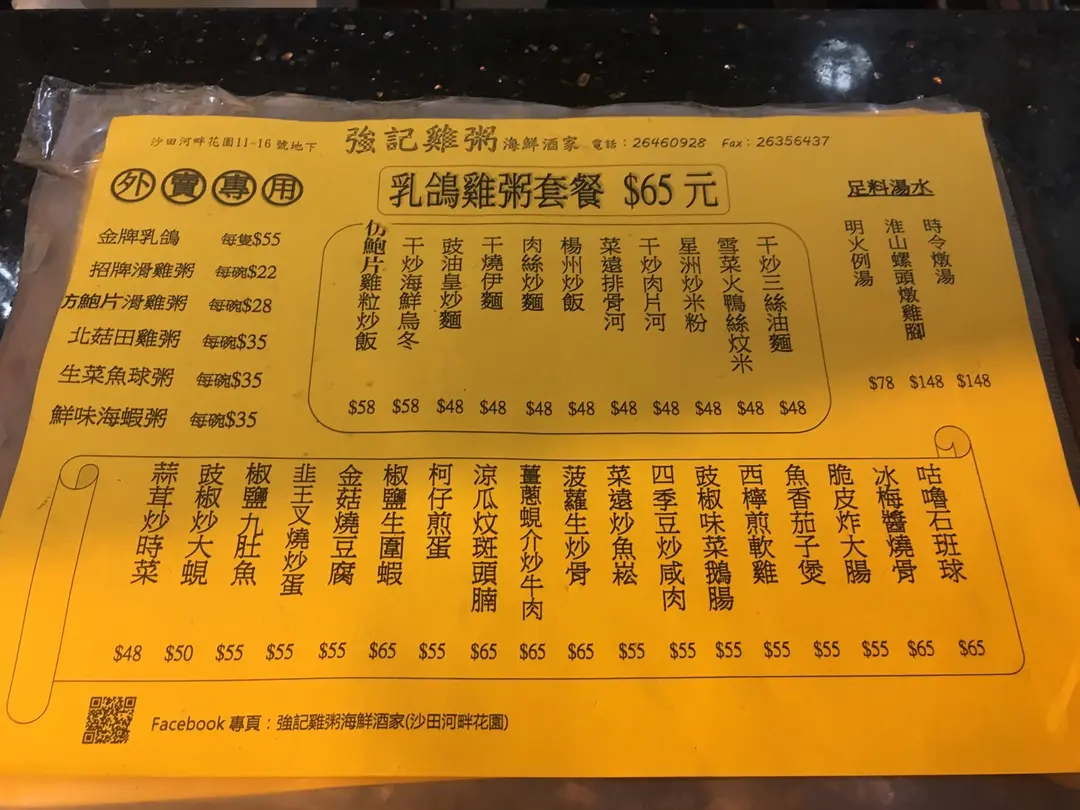 沙田河畔花園11-16 號地下 強記雞粥 海鮮酒家 電話：26460928 Fax：26356437
外賣專用
金牌乳鴿 每隻$55
招牌滑雞粥 每碗$22
方鮑片滑雞粥 每碗$28
北菇田雞粥 每碗$35
生菜魚球粥 每碗$35
鮮味海蝦粥 每碗$35
乳鴿雞粥套餐 $65 元
仿鮑片雞粒炒飯 $58
干炒海鮮烏冬 $58
豉油皇炒麵 $48
干燒伊麵 $48
肉絲炒麵 $48
楊州炒飯 $48
菜遠排骨河 $48
干炒肉片河 $48
星洲炒米粉 $48
雪菜火鴨絲炆米 $48
干炒三絲油麵 $48
足料湯水
明火例湯 $78
淮山螺頭燉雞腳 $148
時令燉湯 $148
蒜茸炒時菜 $48
豉椒炒大蜆 $50
椒鹽九肚魚 $55
韭王叉燒炒蛋 $55
金菇燒豆腐 $55
椒鹽生圍蝦 $65
柯仔煎蛋 $55
涼瓜炆斑頭腩 $65
薑蔥蜆介炒牛肉 $65
菠蘿生炒骨 $65
菜遠炒魚崧 $55
四季豆炒咸肉 $55
豉椒味菜鵝腸 $55
西檸煎軟雞 $55
魚香茄子煲 $55
脆皮炸大腸 $55
冰梅醬燒骨 $65
咕嚕石班球 $65
Facebook 專頁：強記雞粥海鮮酒家(沙田河畔花園)